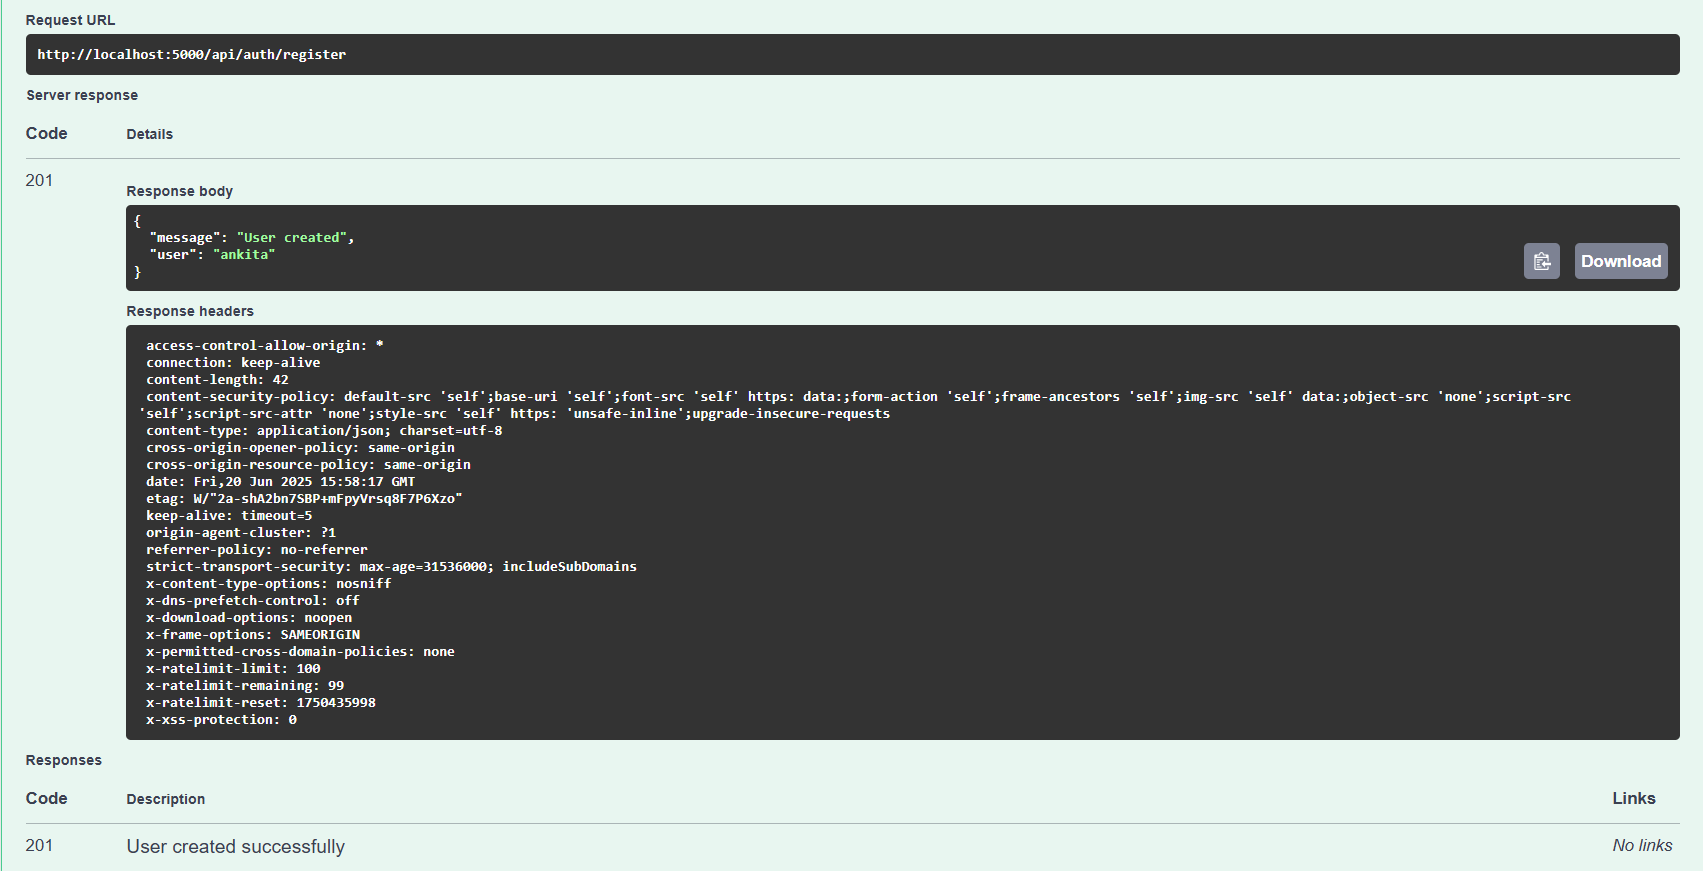 Request URL
http://localhost:5000/api/auth/register
Server response
Code Details
201
Response body
{
"message": "User created",
"user": "ankita"
}
Download
Response headers
access-control-allow-origin: *
connection: keep-alive
content-length: 42
content-security-policy: default-src 'self';base-uri 'self';font-src 'self' https: data:;form-action 'self';frame-ancestors 'self';img-src 'self' data:;object-src 'none';script-src
'self';script-src-attr 'none';style-src 'self' https: 'unsafe-inline';upgrade-insecure-requests
content-type: application/json; charset=utf-8
cross-origin-opener-policy: same-origin
cross-origin-resource-policy: same-origin
date: Fri,20 Jun 2025 15:58:17 GMT
etag: W/"2a-shA2bn7SBP+mFpyVrsq8F7P6Xzo"
keep-alive: timeout=5
origin-agent-cluster: ?1
referrer-policy: no-referrer
strict-transport-security: max-age=31536000; includeSubDomains
x-content-type-options: nosniff
x-dns-prefetch-control: off
x-download-options: noopen
x-frame-options: SAMEORIGIN
x-permitted-cross-domain-policies: none
x-ratelimit-limit: 100
x-ratelimit-remaining: 99
x-ratelimit-reset: 1750435998
x-xss-protection: 0
Responses
Code Description Links
201 User created successfully No links